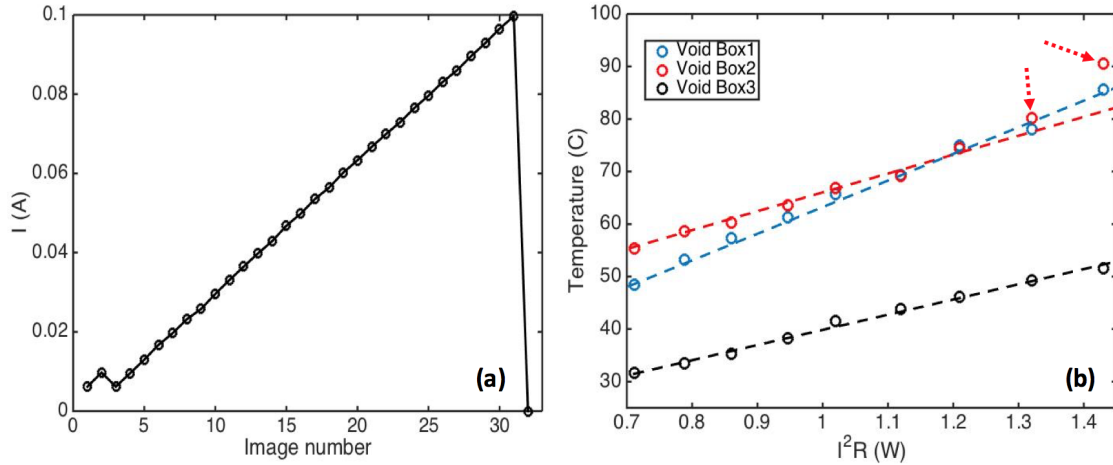 0.1
0.08
0.06
0.04
0.02
0
I (A)
0 5 10 15 20 25 30
Image number
(a)
100
90
80
70
60
50
40
30
Temperature (C)
Void Box1
Void Box2
Void Box3
0.7 0.8 0.9 1 1.1 1.2 1.3 1.4
I²R (W)
(b)